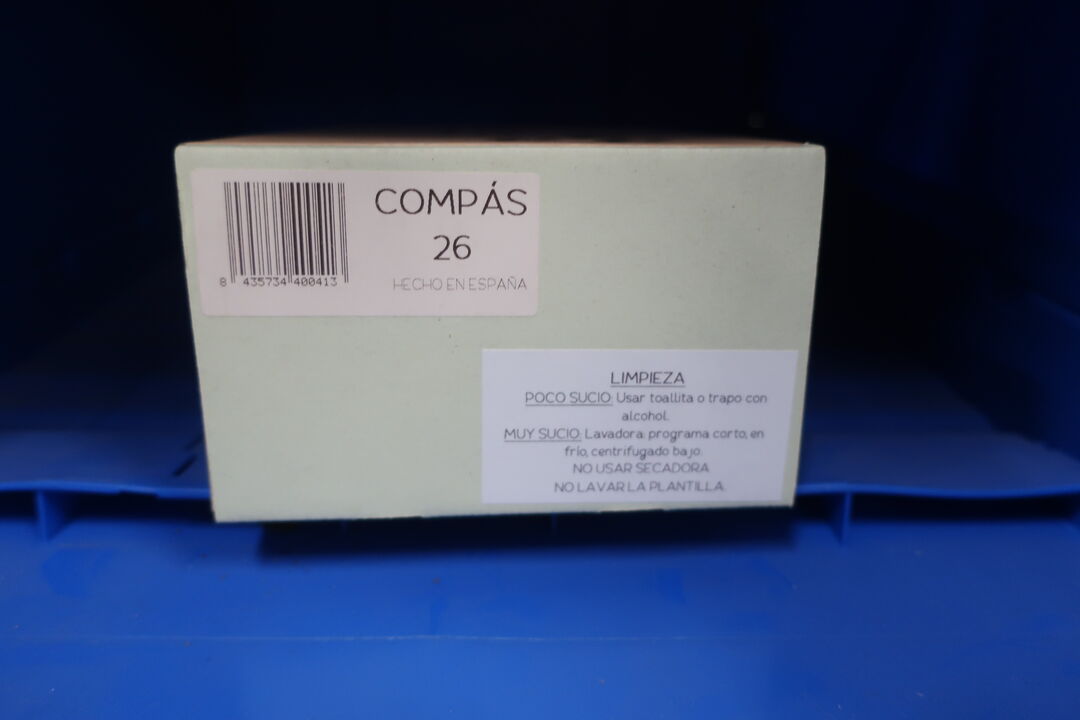 COMPÁS
26
8 435734 400413
HECHO EN ESPAÑA
LIMPIEZA
POCO SUCIO: Usar toallita o trapo con
alcohol.
MUY SUCIO: Lavadora: programa corto, en
frío, centrifugado bajo.
NO USAR SECADORA
NO LAVAR LA PLANTILLA.